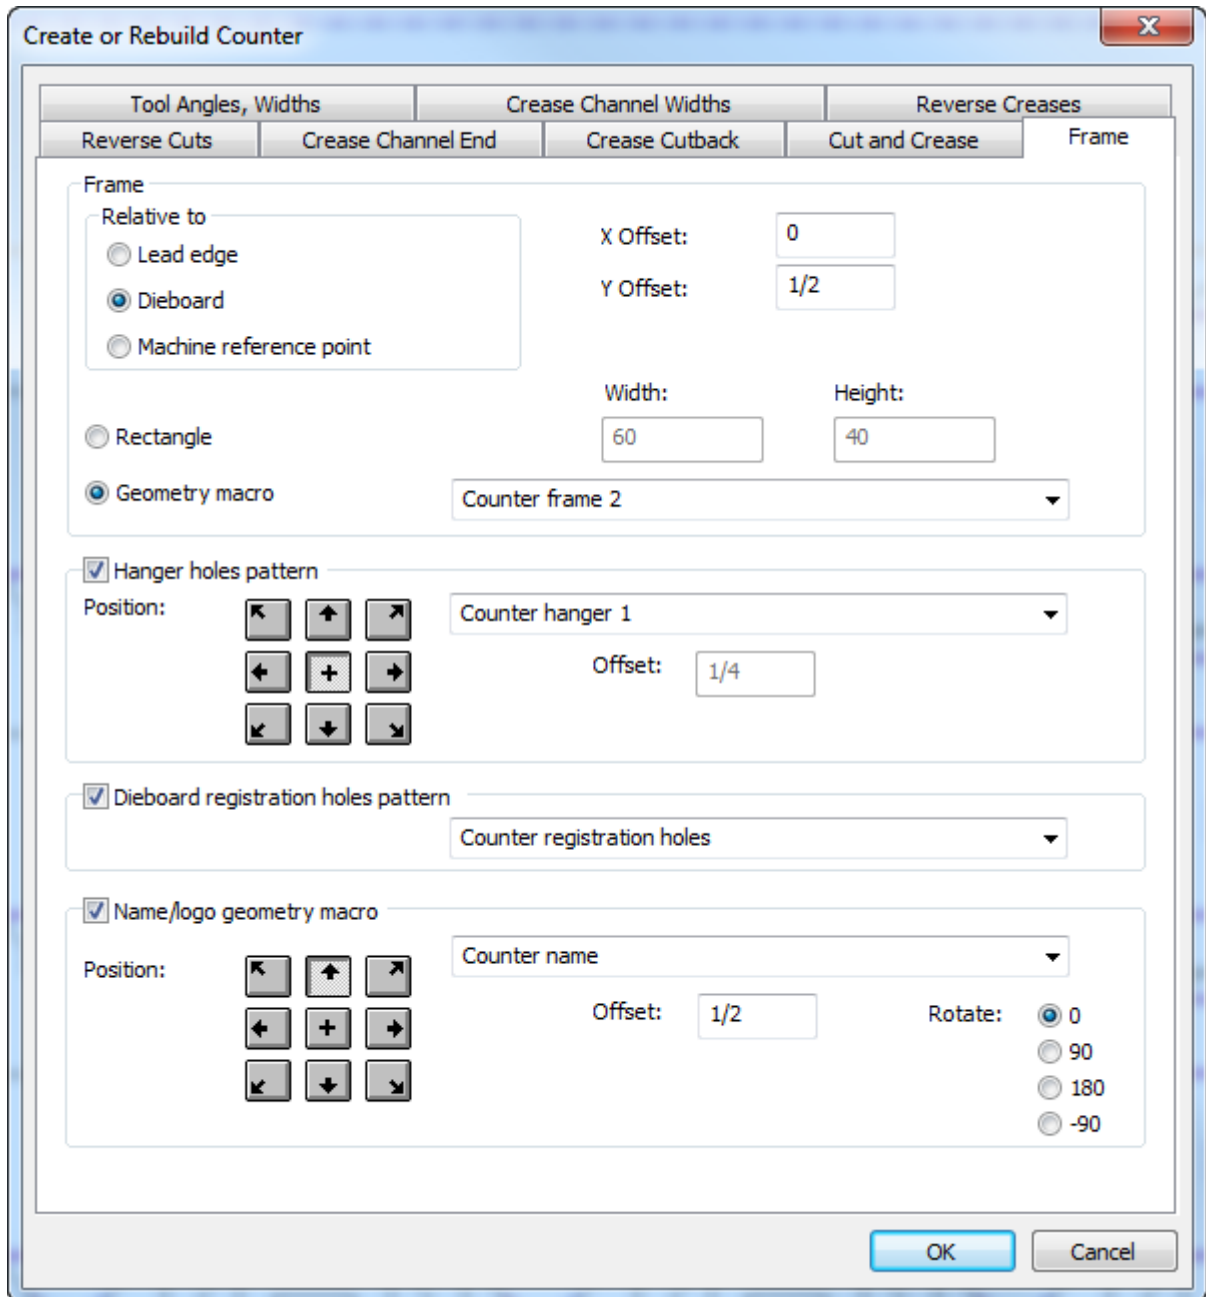 Create or Rebuild Counter
Tool Angles, Widths
Crease Channel Widths
Reverse Creases
Reverse Cuts
Crease Channel End
Crease Cutback
Cut and Crease
Frame
Frame
Relative to
Lead edge
X Offset: 0
Dieboard
Y Offset: 1/2
Machine reference point
Width: Height:
Rectangle 60 40
Geometry macro Counter frame 2
Hanger holes pattern
Position: Counter hanger 1
Offset: 1/4
Dieboard registration holes pattern
Counter registration holes
Name/logo geometry macro
Position: Counter name
Offset: 1/2 Rotate: 0
90
180
-90
OK Cancel